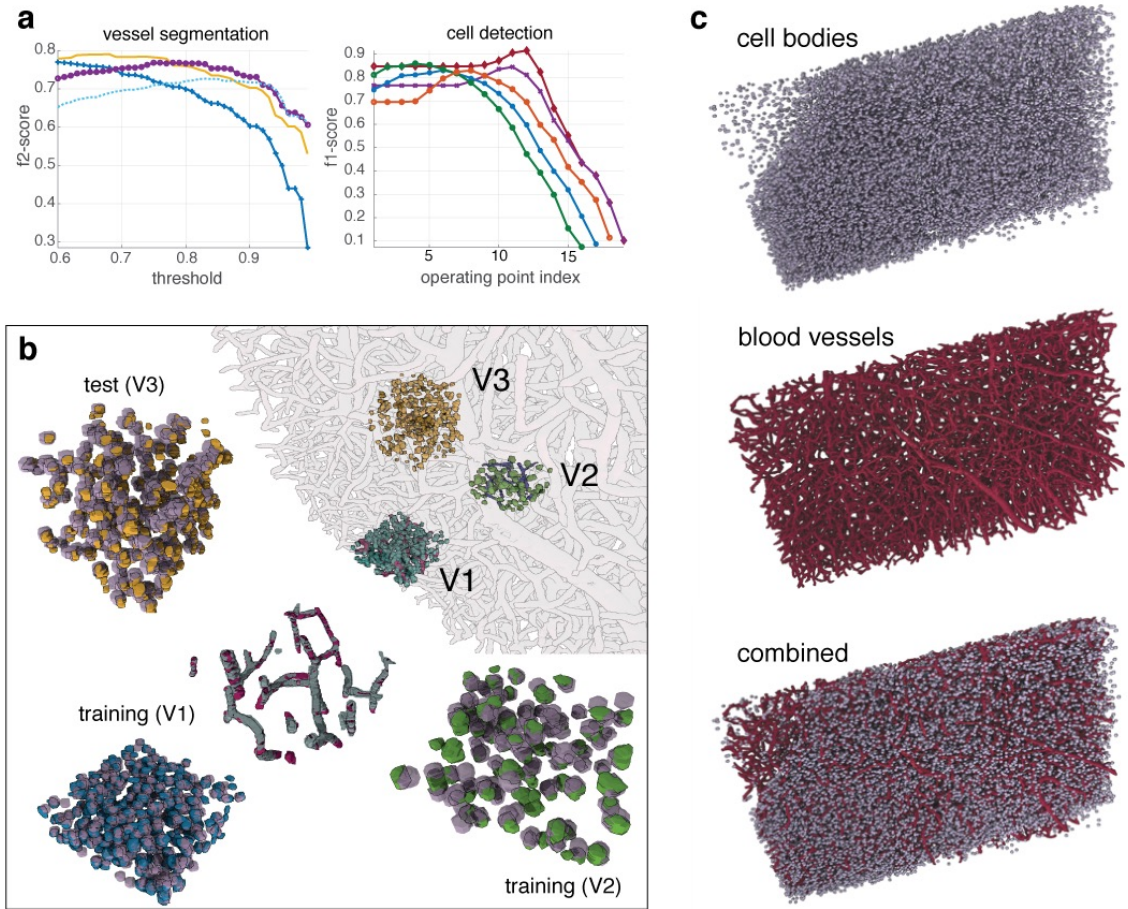 a
vessel segmentation
f2-score
0.8
0.7
0.6
0.5
0.4
0.3
0.6
0.7
0.8
0.9
threshold
cell detection
f1-score
0.9
0.8
0.7
0.6
0.5
0.4
0.3
0.2
0.1
5
10
15
operating point index
b
test (V3)
V3
V2
V1
training (V1)
training (V2)
c
cell bodies
blood vessels
combined